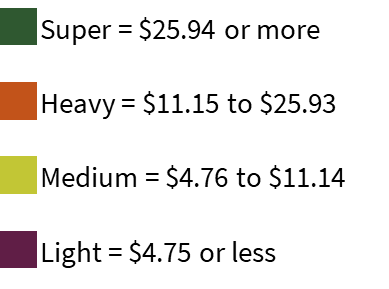 Super = $25.94 or more
Heavy = $11.15 to $25.93
Medium = $4.76 to $11.14
Light = $4.75 or less